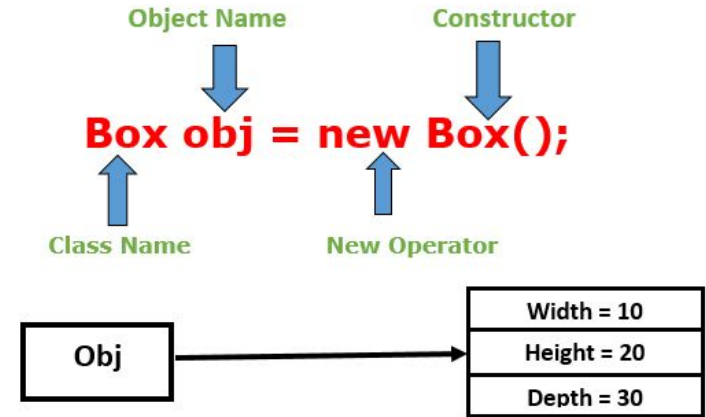 Object Name
Constructor
Box obj = new Box();
Class Name
New Operator
Obj
Width = 10
Height = 20
Depth = 30